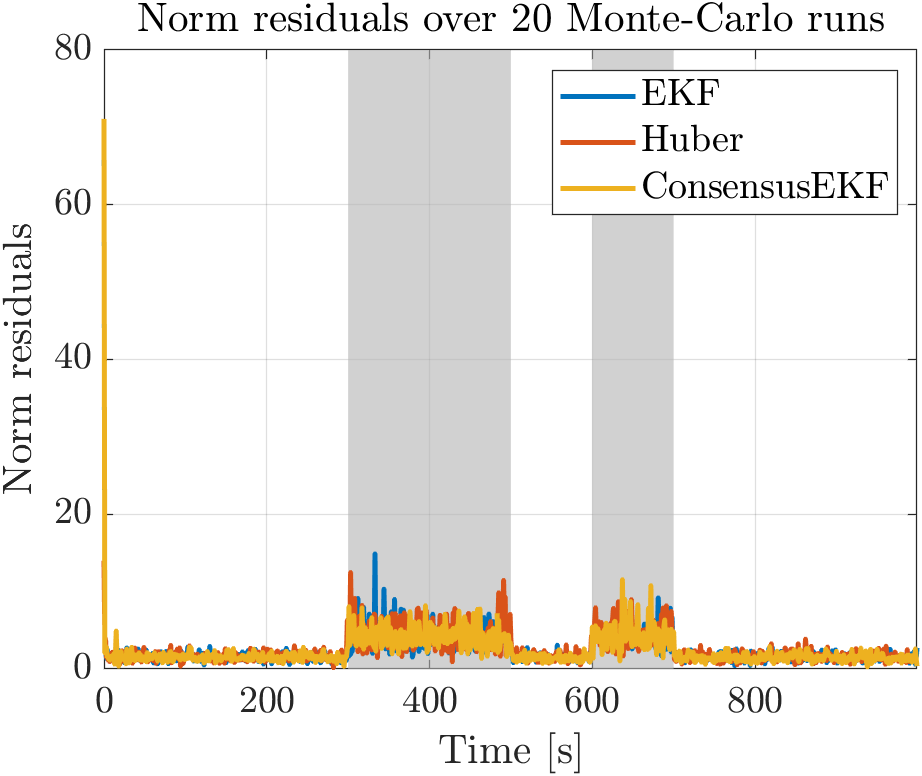 Norm residuals over 20 Monte-Carlo runs
80
60
40
20
0
Norm residuals
EKF
Huber
ConsensusEKF
0 200 400 600 800
Time [s]